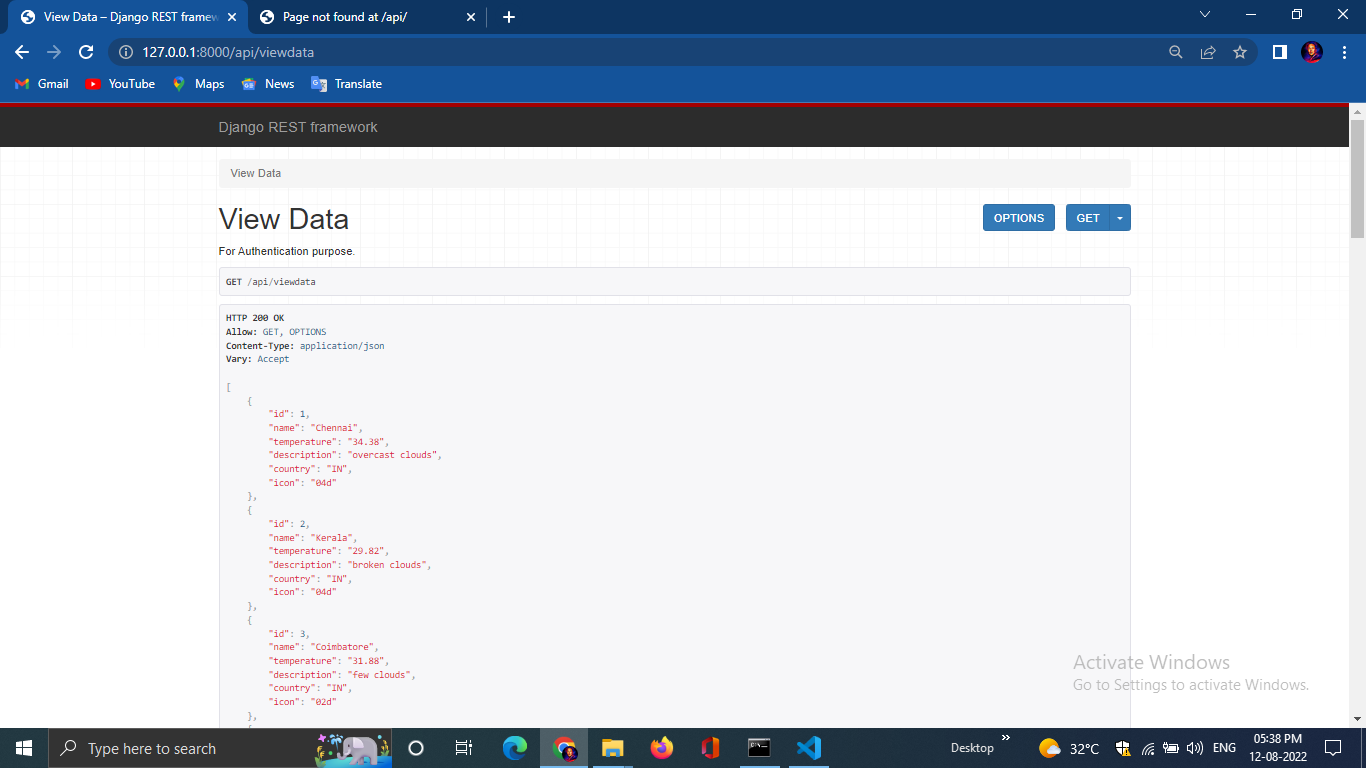 View Data – Django REST framew
Page not found at /api/
127.0.0.1:8000/api/viewdata
Gmail
YouTube
Maps
News
Translate
Django REST framework
View Data
View Data
OPTIONS
GET
For Authentication purpose.
GET /api/viewdata
HTTP 200 OK
Allow: GET, OPTIONS
Content-Type: application/json
Vary: Accept
[
{
"id": 1,
"name": "Chennai",
"temperature": "34.38",
"description": "overcast clouds",
"country": "IN",
"icon": "04d"
},
{
"id": 2,
"name": "Kerala",
"temperature": "29.82",
"description": "broken clouds",
"country": "IN",
"icon": "04d"
},
{
"id": 3,
"name": "Coimbatore",
"temperature": "31.88",
"description": "few clouds",
"country": "IN",
"icon": "02d"
},
Activate Windows
Go to Settings to activate Windows.
Type here to search
Desktop
32°C
ENG
05:38 PM
12-08-2022